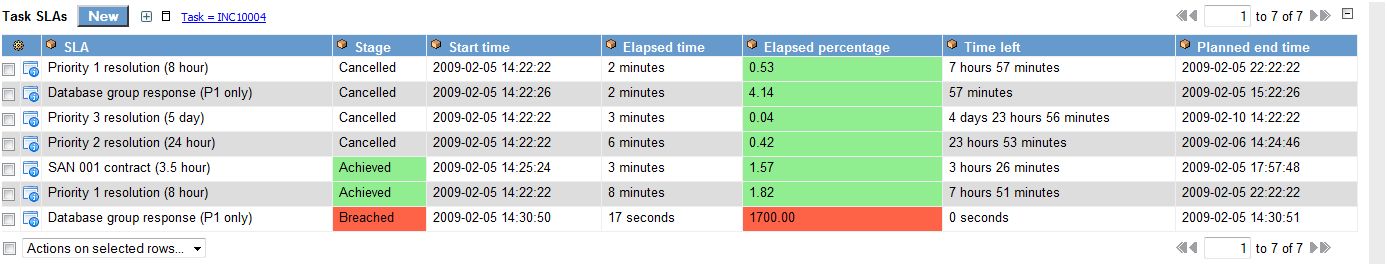 Task SLAs New Task = INC10004 1 to 7 of 7
SLA Stage Start time Elapsed time Elapsed percentage Time left Planned end time
Priority 1 resolution (8 hour) Cancelled 2009-02-05 14:22:22 2 minutes 0.53 7 hours 57 minutes 2009-02-05 22:22:22
Database group response (P1 only) Cancelled 2009-02-05 14:22:26 2 minutes 4.14 57 minutes 2009-02-05 15:22:26
Priority 3 resolution (5 day) Cancelled 2009-02-05 14:22:22 3 minutes 0.04 4 days 23 hours 56 minutes 2009-02-10 14:22:22
Priority 2 resolution (24 hour) Cancelled 2009-02-05 14:22:22 6 minutes 0.42 23 hours 53 minutes 2009-02-06 14:24:46
SAN 001 contract (3.5 hour) Achieved 2009-02-05 14:25:24 3 minutes 1.57 3 hours 26 minutes 2009-02-05 17:57:48
Priority 1 resolution (8 hour) Achieved 2009-02-05 14:22:22 8 minutes 1.82 7 hours 51 minutes 2009-02-05 22:22:22
Database group response (P1 only) Breached 2009-02-05 14:30:50 17 seconds 1700.00 0 seconds 2009-02-05 14:30:51
Actions on selected rows... 1 to 7 of 7